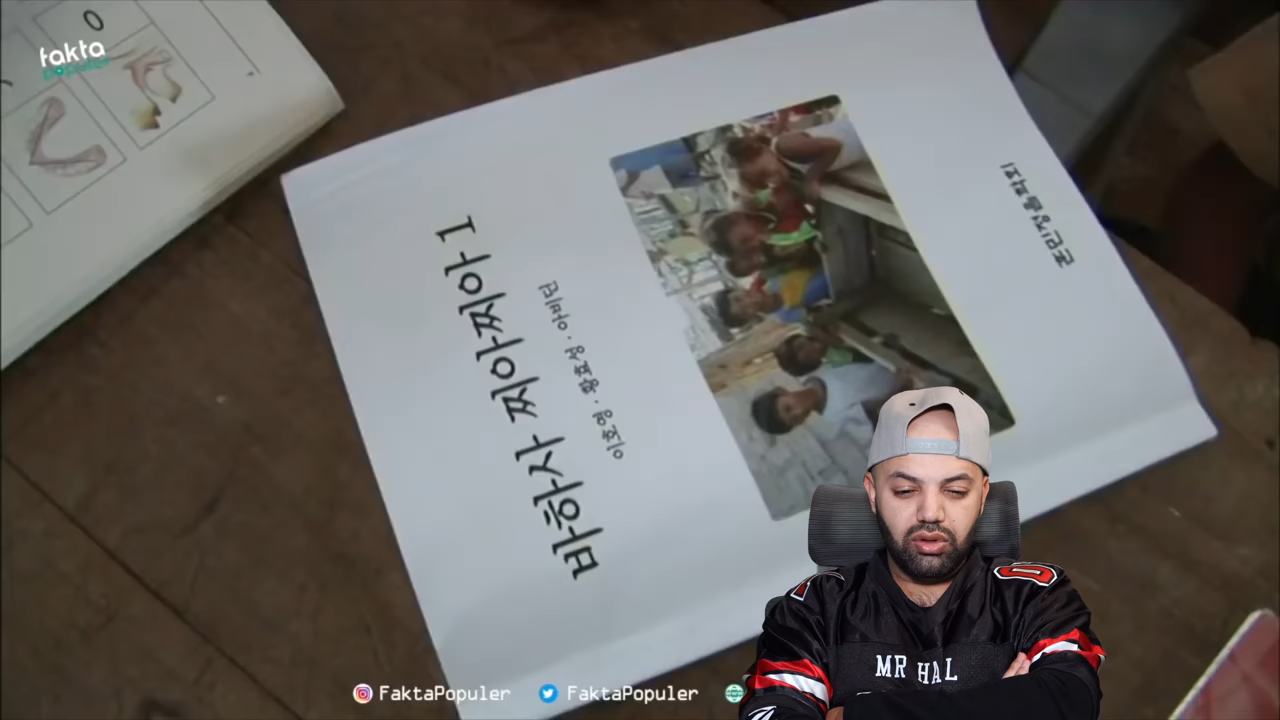 fakta
populer
바하사 찌아찌아 1
이호영 · 황효성 · 아비딘
훈민정음학회
FaktaPopuler
FaktaPopuler
MR HAL